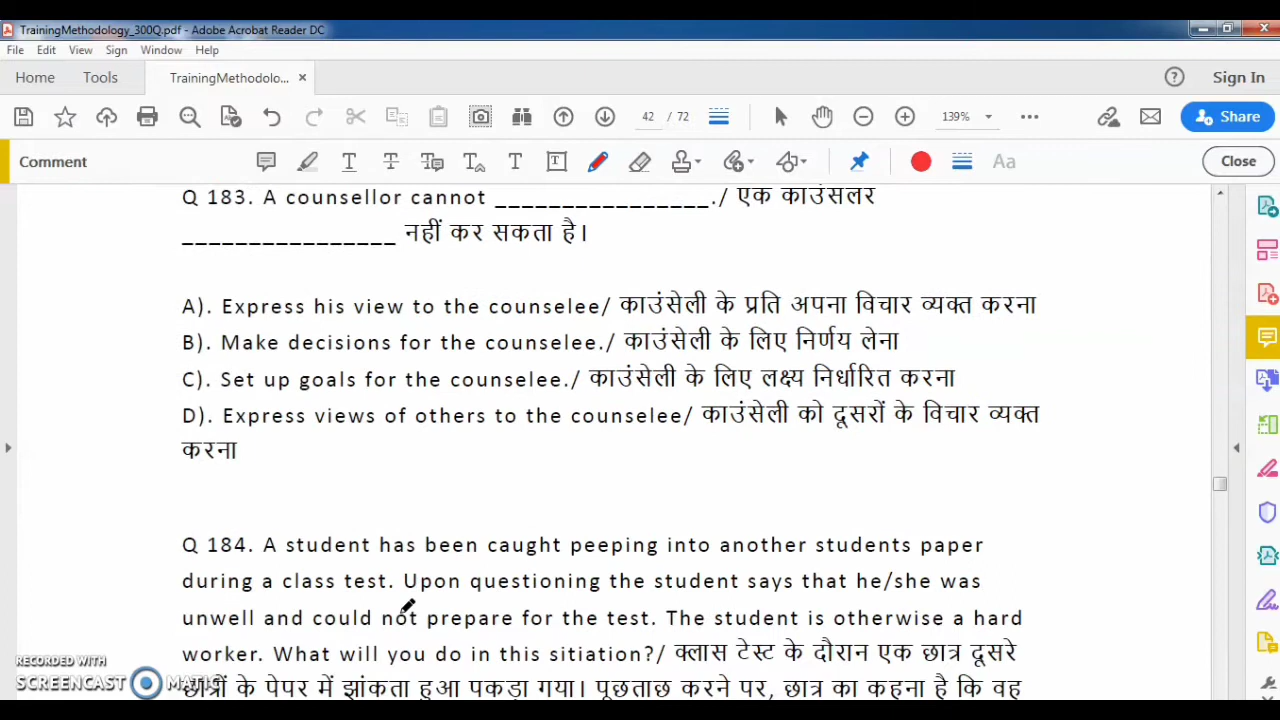 TrainingMethodology_300Q.pdf - Adobe Acrobat Reader DC
File Edit View Sign Window Help
Home Tools TrainingMethodolo... × Sign In
42 / 72 139% Share
Comment Aa Close
Q 183. A counsellor cannot ________________./ एक काउंसलर
________________ नहीं कर सकता है।
A). Express his view to the counselee/ काउंसेली के प्रति अपना विचार व्यक्त करना
B). Make decisions for the counselee./ काउंसेली के लिए निर्णय लेना
C). Set up goals for the counselee./ काउंसेली के लिए लक्ष्य निर्धारित करना
D). Express views of others to the counselee/ काउंसेली को दूसरों के विचार व्यक्त
करना
Q 184. A student has been caught peeping into another students paper
during a class test. Upon questioning the student says that he/she was
unwell and could not prepare for the test. The student is otherwise a hard
worker. What will you do in this sitiation?/ क्लास टेस्ट के दौरान एक छात्र दूसरे
छात्रों के पेपर में झांकता हुआ पकड़ा गया। पूछताछ करने पर, छात्र का कहना है कि वह
RECORDED WITH
SCREENCAST MATIC